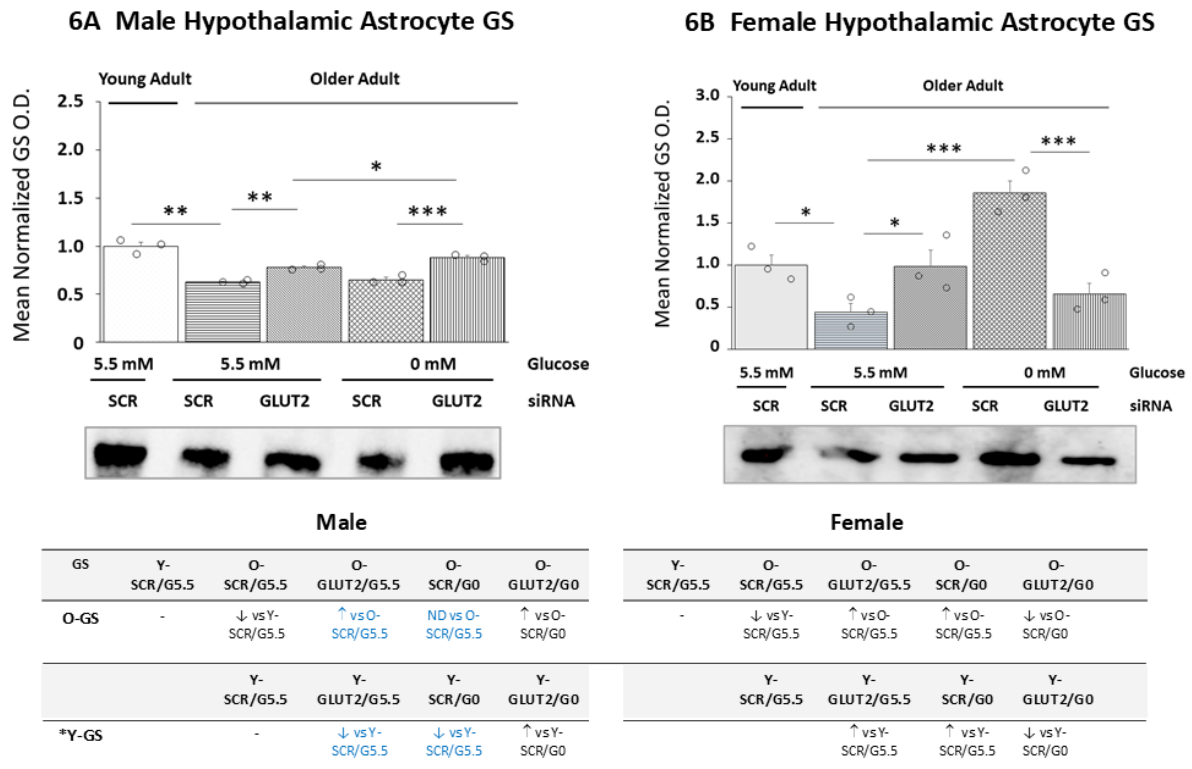 6A Male Hypothalamic Astrocyte GS
Young Adult
Older Adult
Mean Normalized GS O.D.
2.5
2.0
1.5
1.0
0.5
0
**
**
*
***
5.5 mM 5.5 mM 0 mM Glucose
SCR SCR GLUT2 SCR GLUT2 siRNA
6B Female Hypothalamic Astrocyte GS
Young Adult
Older Adult
Mean Normalized GS O.D.
3.0
2.5
2.0
1.5
1.0
0.5
0
*
*
***
***
5.5 mM 5.5 mM 0 mM Glucose
SCR SCR GLUT2 SCR GLUT2 siRNA
Male
GS Y- O- O- O- O-
SCR/G5.5 SCR/G5.5 GLUT2/G5.5 SCR/G0 GLUT2/G0
O-GS - ↓ vs Y- ↑ vs O- ND vs O- ↑ vs O-
SCR/G5.5 SCR/G5.5 SCR/G5.5 SCR/G0
Y- Y- Y- Y-
SCR/G5.5 GLUT2/G5.5 SCR/G0 GLUT2/G0
*Y-GS - ↓ vs Y- ↓ vs Y- ↑ vs Y-
SCR/G5.5 SCR/G5.5 SCR/G0
Female
Y- O- O- O- O-
SCR/G5.5 SCR/G5.5 GLUT2/G5.5 SCR/G0 GLUT2/G0
- ↓ vs Y- ↑ vs O- ↑ vs O- ↓ vs O-
SCR/G5.5 SCR/G5.5 SCR/G5.5 SCR/G0
Y- Y- Y- Y-
SCR/G5.5 GLUT2/G5.5 SCR/G0 GLUT2/G0
↑ vs Y- ↑ vs Y- ↓ vs Y-
SCR/G5.5 SCR/G5.5 SCR/G0